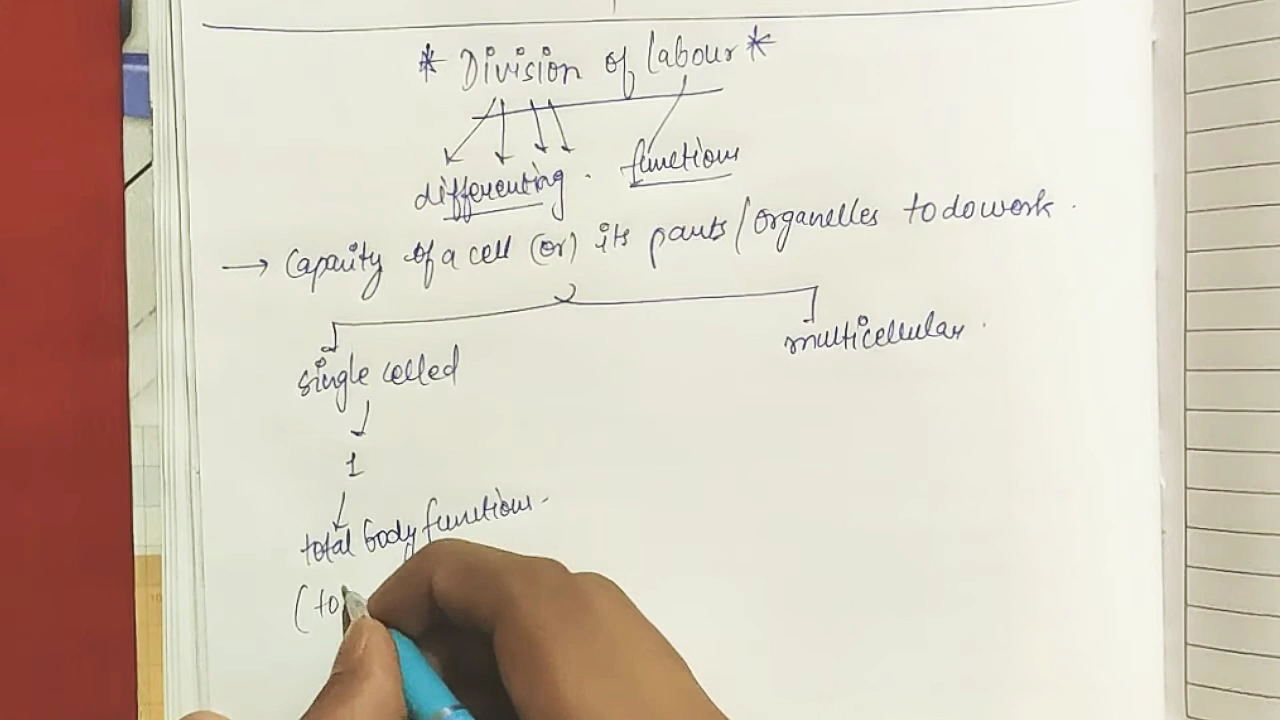 * Division of labour *
differenting. functions
→ Capacity of a cell (or) its parts / organelles to do work.
single celled
multicellular.
1
total body functions.
(to